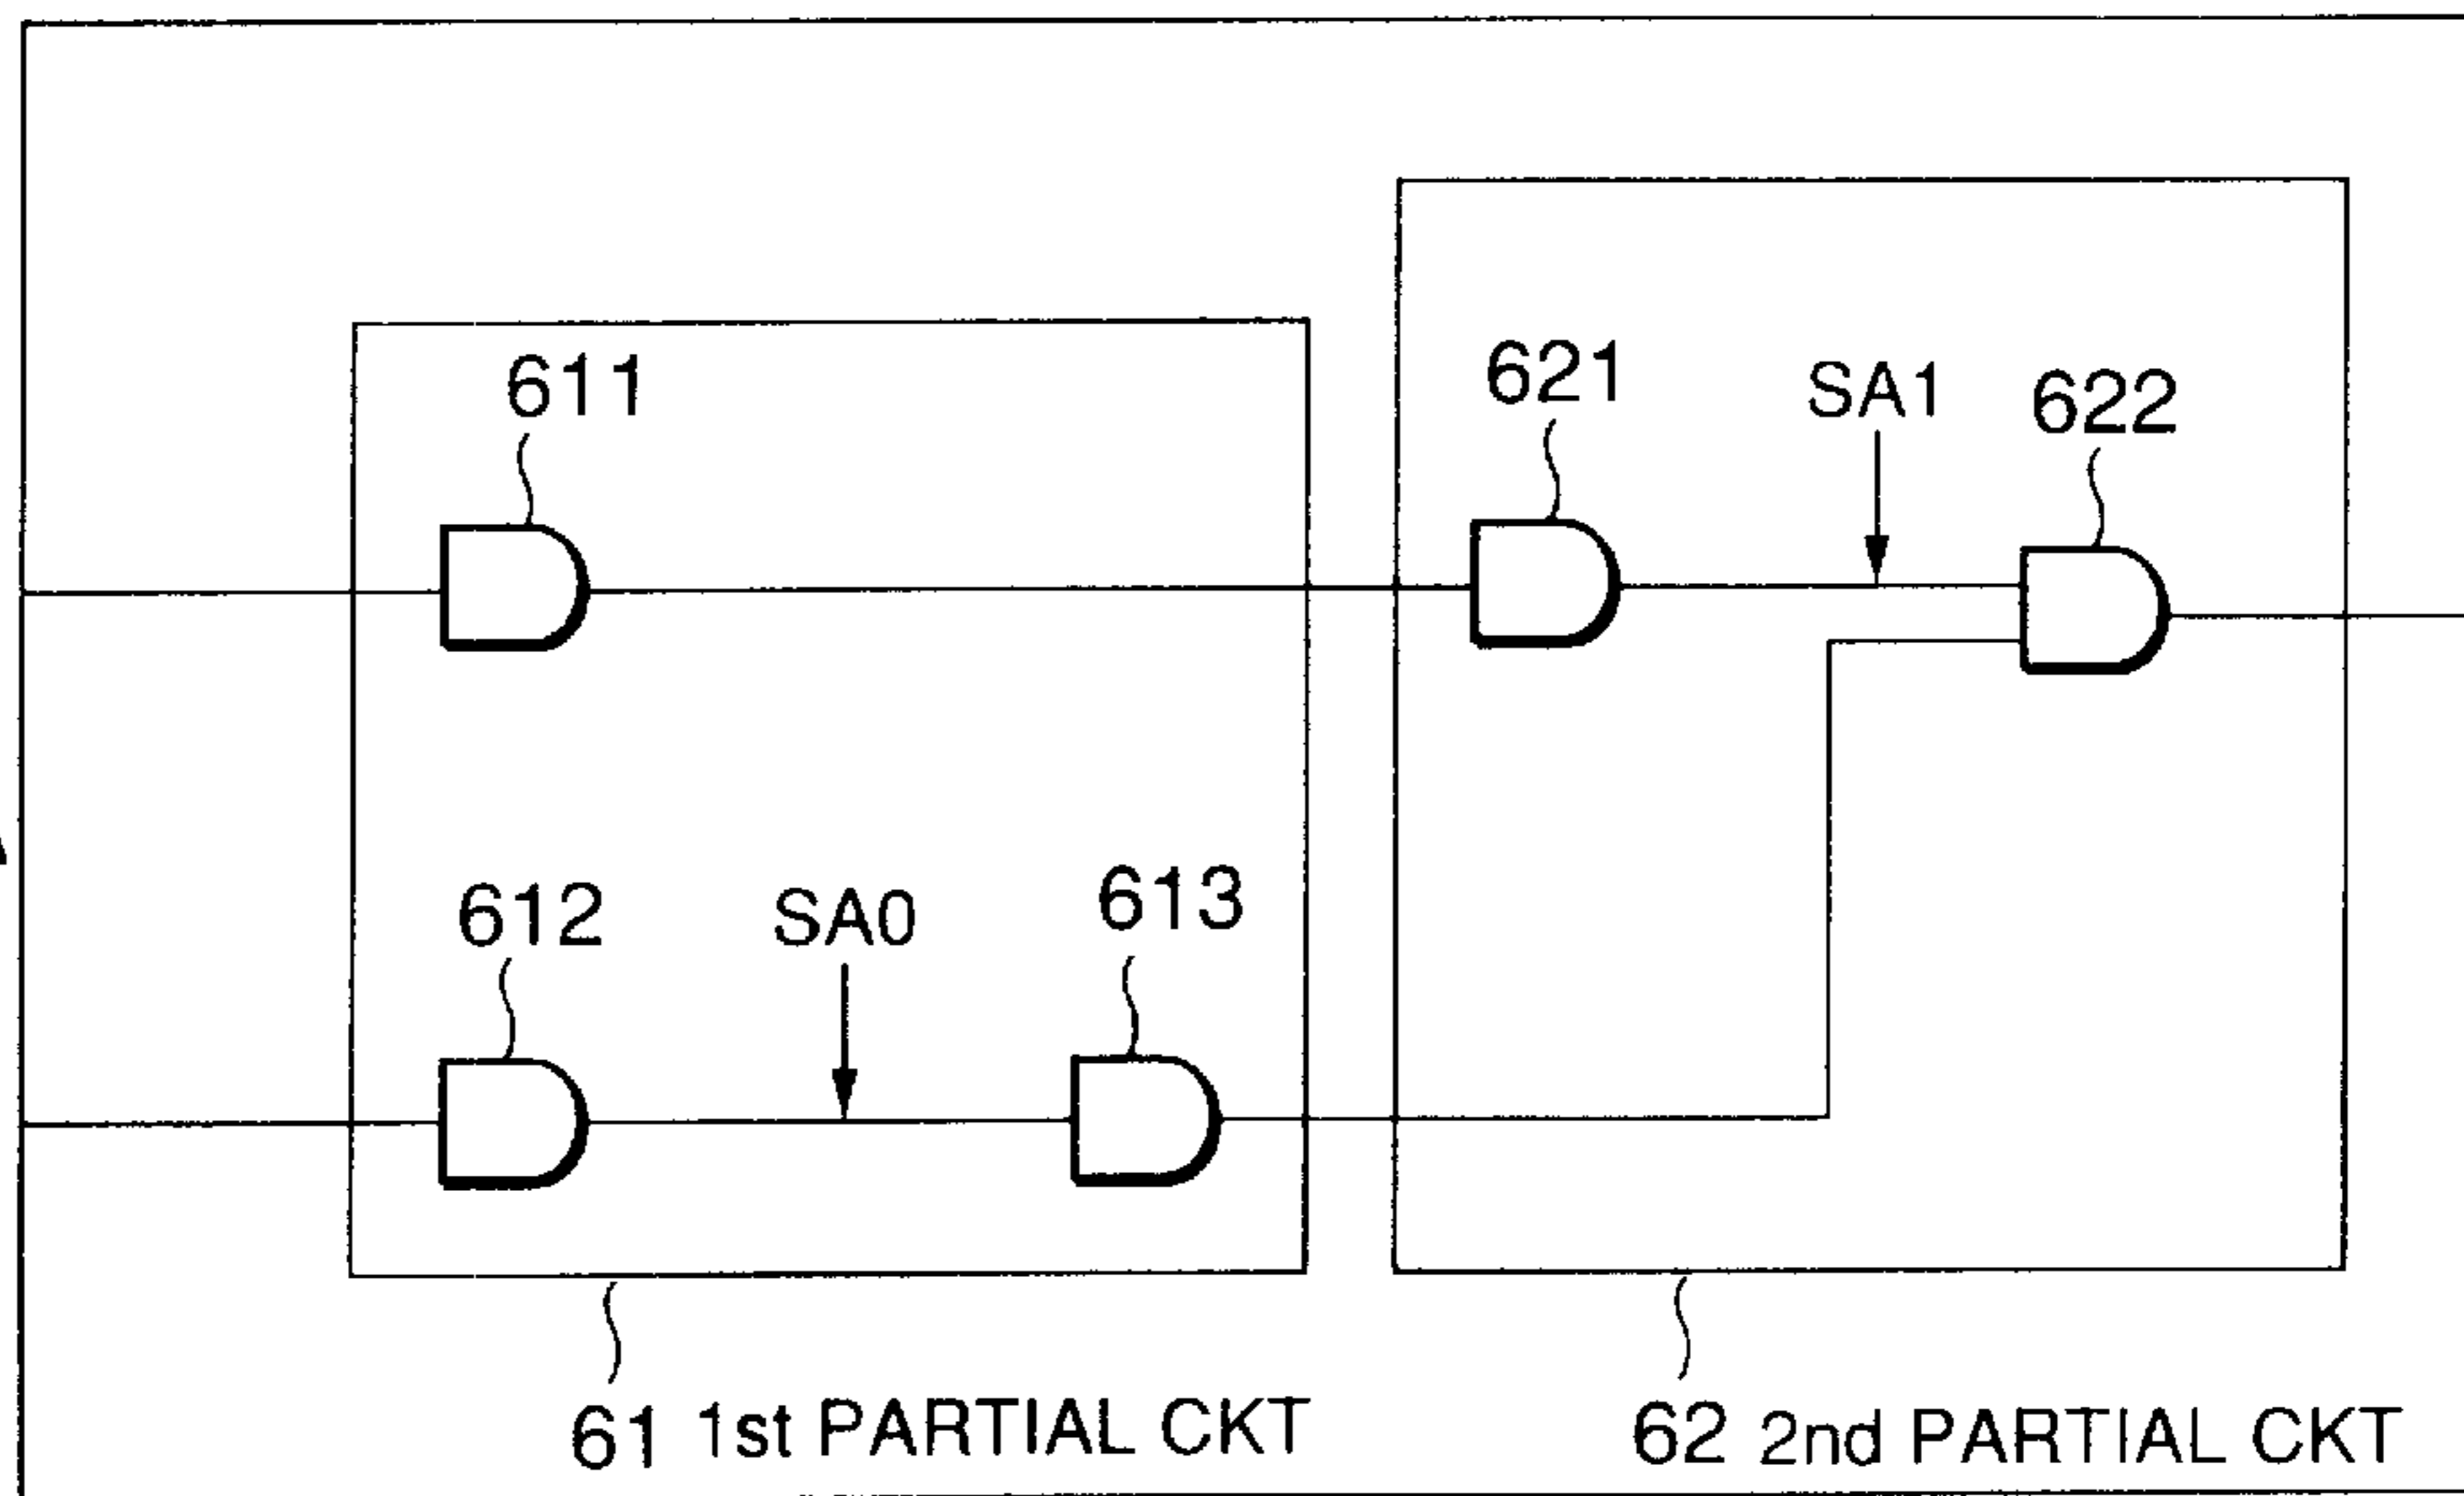 611
621
SA1
622
612
SA0
613
61 1st PARTIAL CKT
62 2nd PARTIAL CKT